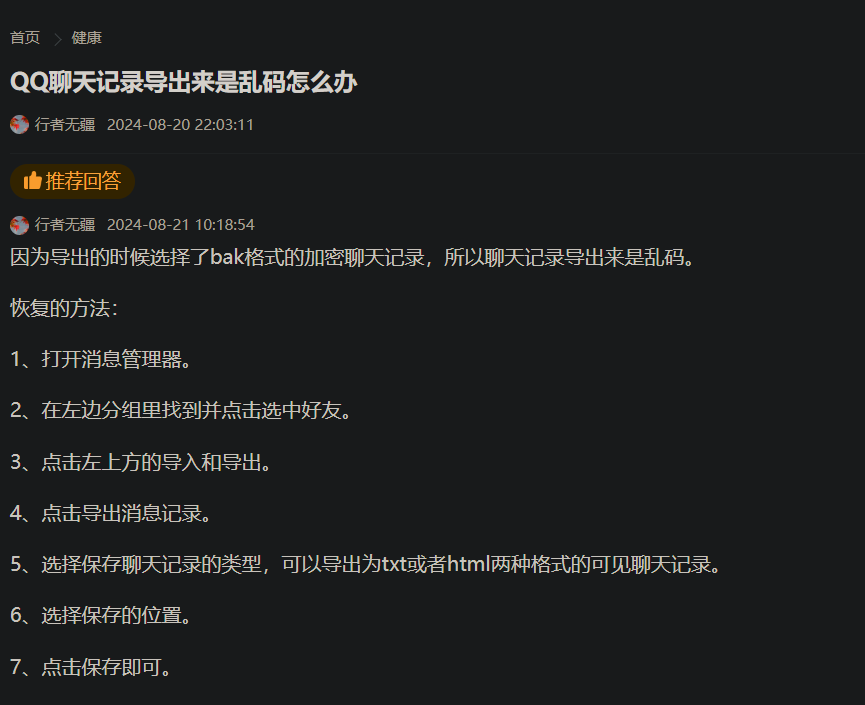 首页 > 健康
QQ聊天记录导出来是乱码怎么办
行者无疆 2024-08-20 22:03:11
推荐回答
行者无疆 2024-08-21 10:18:54
因为导出的时候选择了bak格式的加密聊天记录，所以聊天记录导出来是乱码。
恢复的方法：
1、打开消息管理器。
2、在左边分组里找到并点击选中好友。
3、点击左上方的导入和导出。
4、点击导出消息记录。
5、选择保存聊天记录的类型，可以导出为txt或者html两种格式的可见聊天记录。
6、选择保存的位置。
7、点击保存即可。